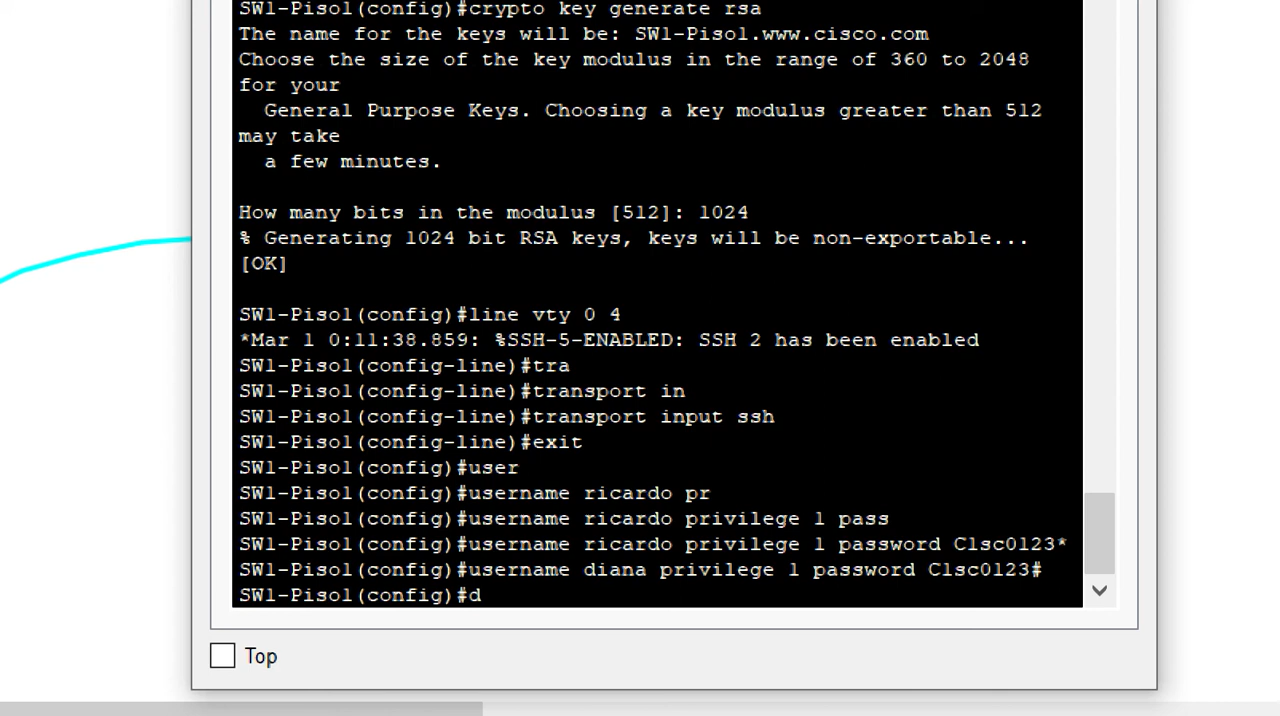 SW1-Pisol(config)#crypto key generate rsa
The name for the keys will be: SW1-Pisol.www.cisco.com
Choose the size of the key modulus in the range of 360 to 2048
for your
General Purpose Keys. Choosing a key modulus greater than 512
may take
a few minutes.
How many bits in the modulus [512]: 1024
% Generating 1024 bit RSA keys, keys will be non-exportable...
[OK]
SW1-Pisol(config)#line vty 0 4
*Mar 1 0:11:38.859: %SSH-5-ENABLED: SSH 2 has been enabled
SW1-Pisol(config-line)#tra
SW1-Pisol(config-line)#transport in
SW1-Pisol(config-line)#transport input ssh
SW1-Pisol(config-line)#exit
SW1-Pisol(config)#user
SW1-Pisol(config)#username ricardo pr
SW1-Pisol(config)#username ricardo privilege 1 pass
SW1-Pisol(config)#username ricardo privilege 1 password C1sc0123*
SW1-Pisol(config)#username diana privilege 1 password C1sc0123#
SW1-Pisol(config)#d
Top